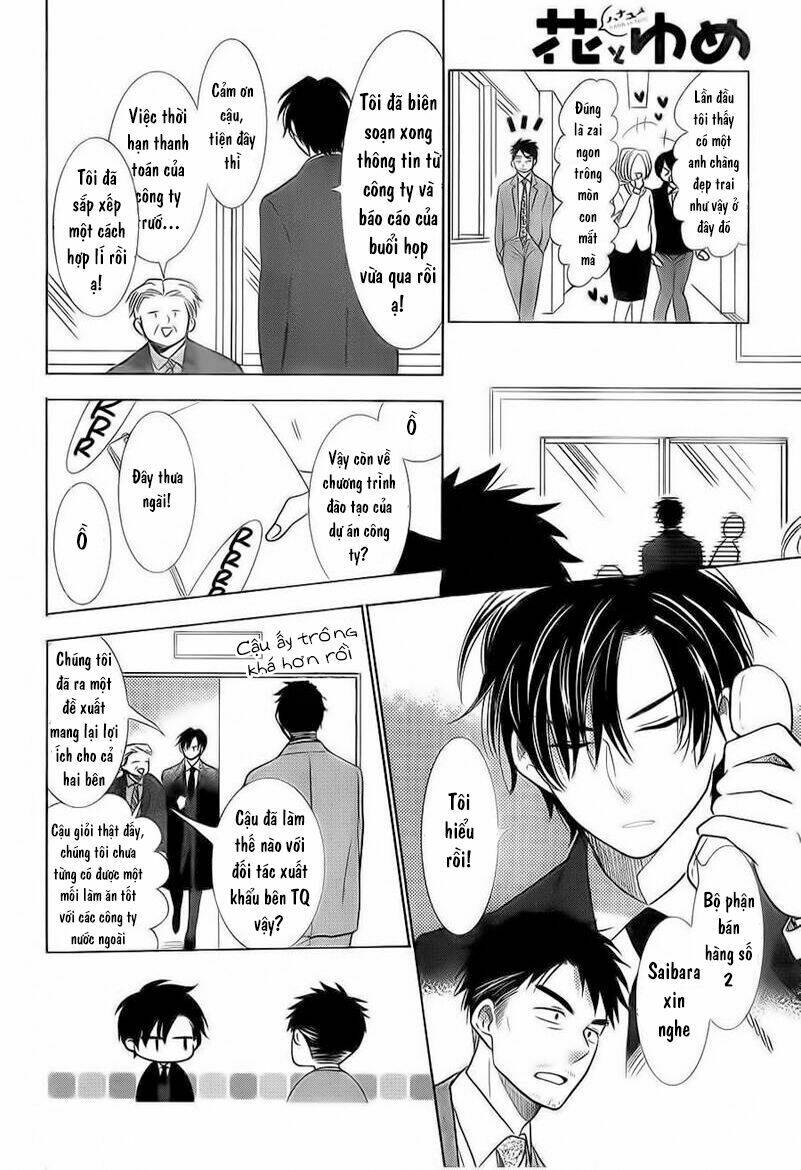 ハナユメ
花とゆめ
Lần đầu
tôi thấy
có một
anh chàng
đẹp trai
như vậy ở
đây đó
Đúng
là zai
ngon
trông
mòn
con
mắt
mà
Tôi đã biên
soạn xong
thông tin từ
công ty và
báo cáo của
buổi họp
vừa qua rồi
ạ!
Cảm ơn
cậu,
tiện đây
thì
Việc thời
hạn thanh
toán của
công ty
trướ...
Tôi đã
sắp xếp
một cách
hợp lí rồi
ạ!
Ồ
Vậy còn về
chương trình
đào tạo của
dự án công
ty?
Đây thưa
ngài!
Ồ
RRR
RRRR
Cậu ấy trông
khá hơn rồi
Chúng tôi
đã ra một
đề xuất
mang lại lợi
ích cho cả
hai bên
Cậu giỏi thật đấy,
chúng tôi chưa
từng có được một
mối làm ăn tốt
với các công ty
nước ngoài
Cậu đã làm
thế nào với
đối tác xuất
khẩu bên TQ
vậy?
Bộ phận
bán
hàng số
2
Saibara
xin
nghe
Tôi
hiểu
rồi!